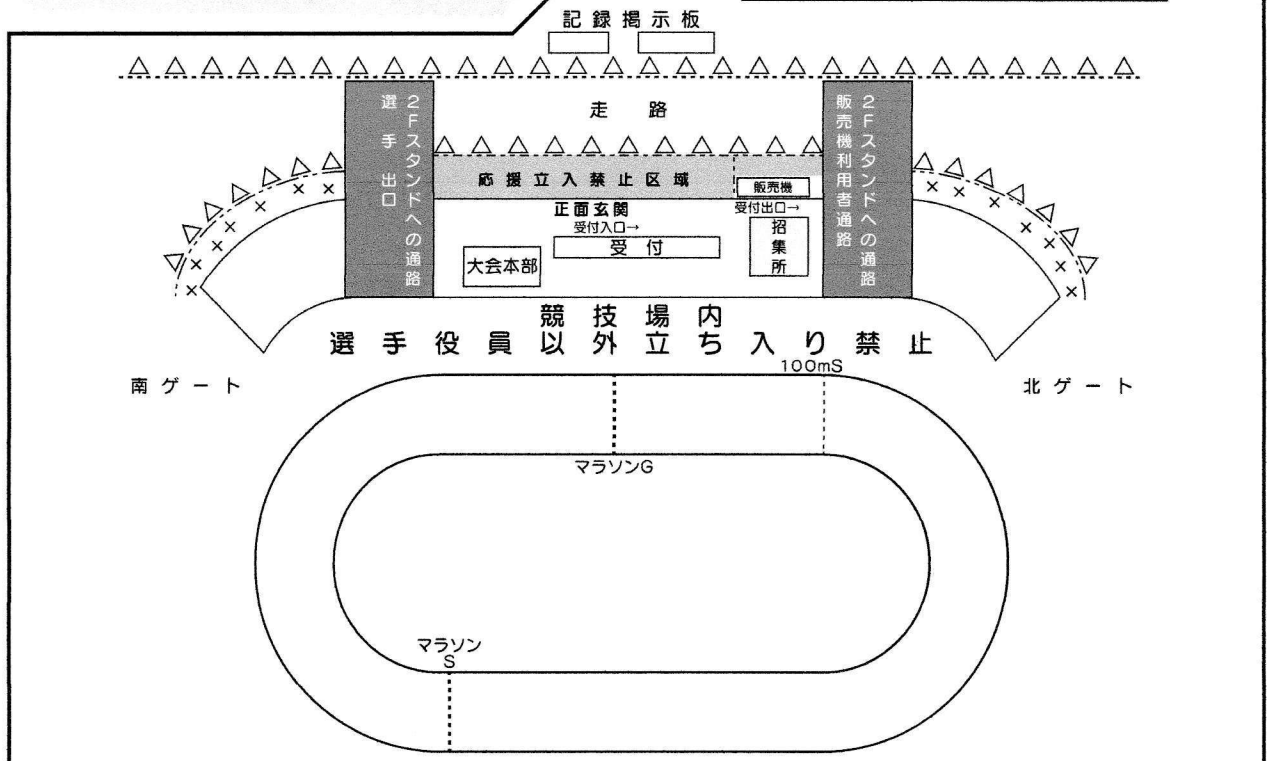 記録掲示板
走路
2Fスタンドへの通路
選手出口
2Fスタンドへの通路
販売機利用者通路
応援立入禁止区域
販売機
正面玄関
受付出口→
受付入口→
受付
招集所
大会本部
競技場内
選手役員以外立ち入り禁止
100mS
南ゲート
北ゲート
マラソンG
マラソン
S